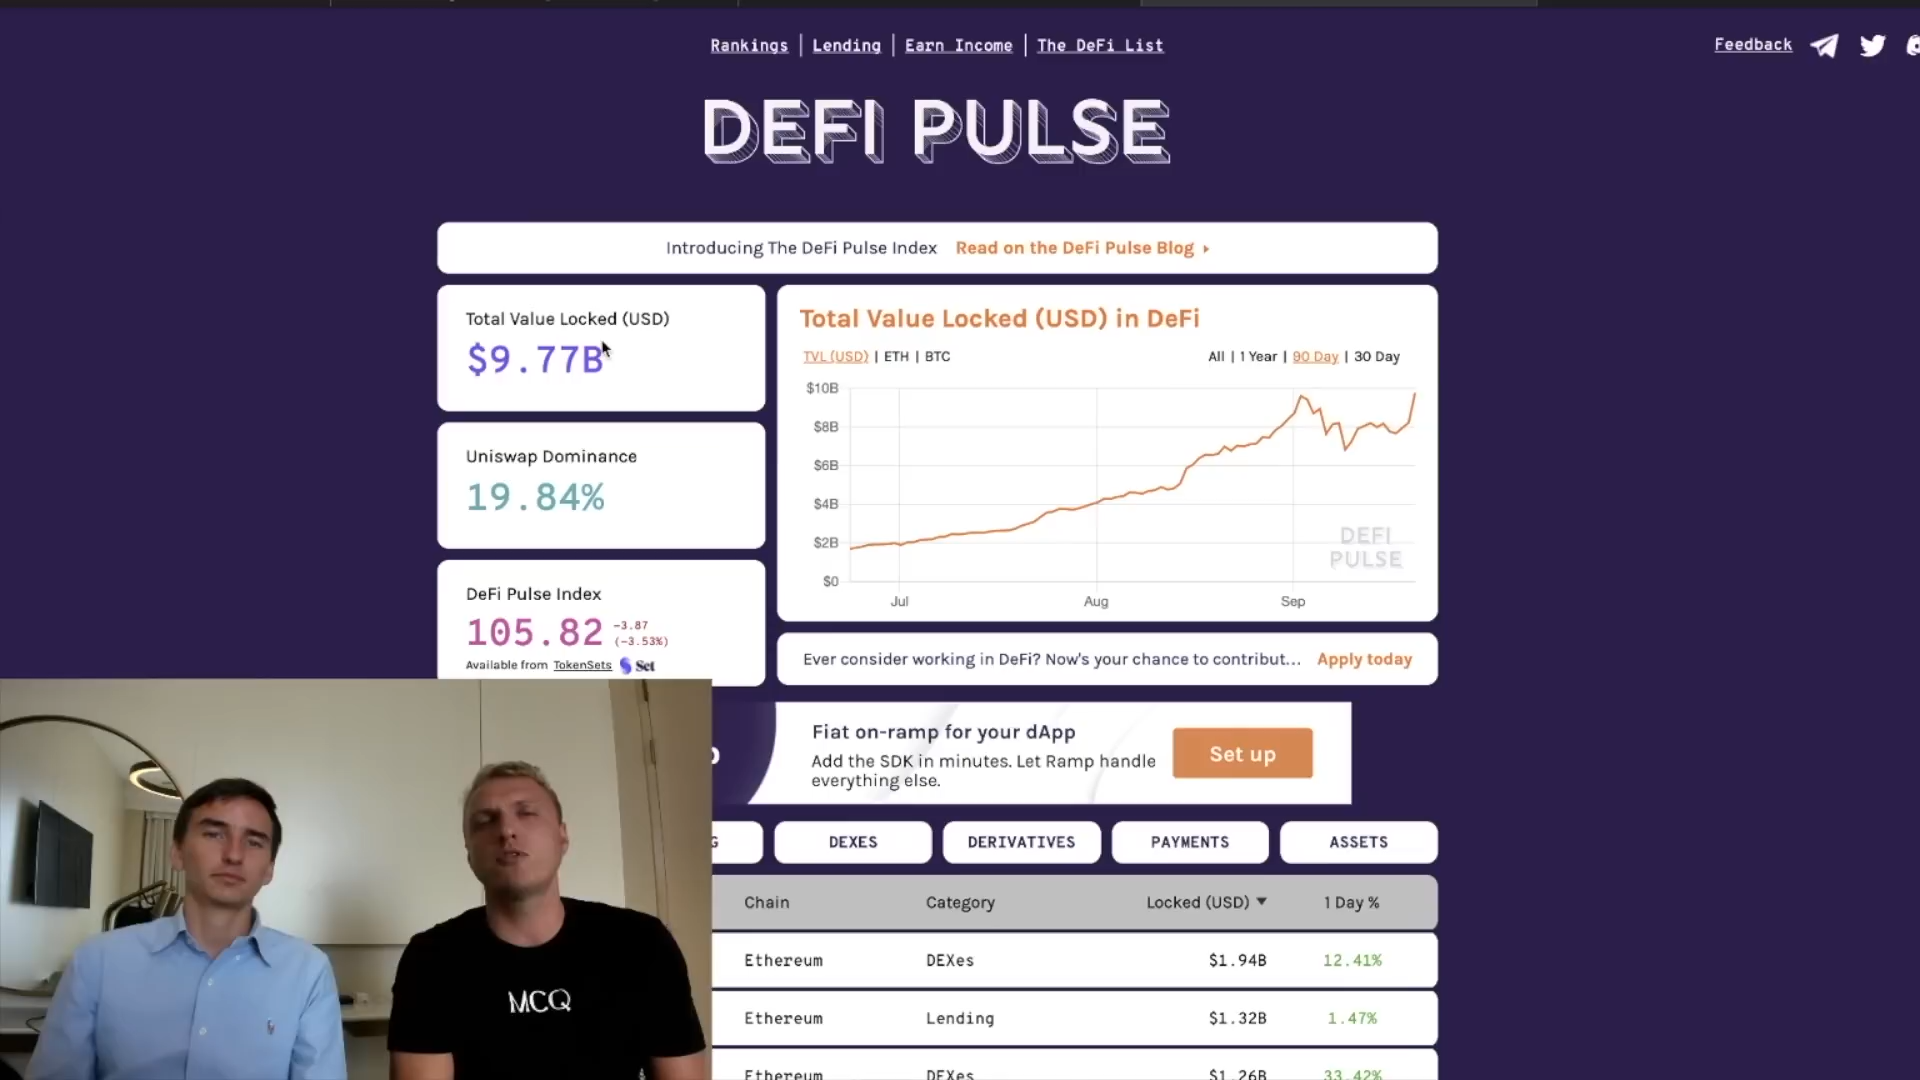 Rankings | Lending | Earn Income | The DeFi List
Feedback
DEFI PULSE
Introducing The DeFi Pulse Index Read on the DeFi Pulse Blog
Total Value Locked (USD)
$9.77B
Uniswap Dominance
19.84%
DeFi Pulse Index
105.82 -3.87 (-3.53%)
Available from TokenSets Set
Total Value Locked (USD) in DeFi
TVL (USD) | ETH | BTC
All | 1 Year | 90 Day | 30 Day
$10B
$8B
$6B
$4B
$2B
$0
Jul Aug Sep
DEFI
PULSE
Ever consider working in DeFi? Now's your chance to contribut... Apply today
Fiat on-ramp for your dApp
Add the SDK in minutes. Let Ramp handle
everything else.
Set up
DEXES DERIVATIVES PAYMENTS ASSETS
Chain Category Locked (USD) 1 Day %
Ethereum DEXes $1.94B 12.41%
Ethereum Lending $1.32B 1.47%
Ethereum DEXes $1.26B 33.42%
MCQ